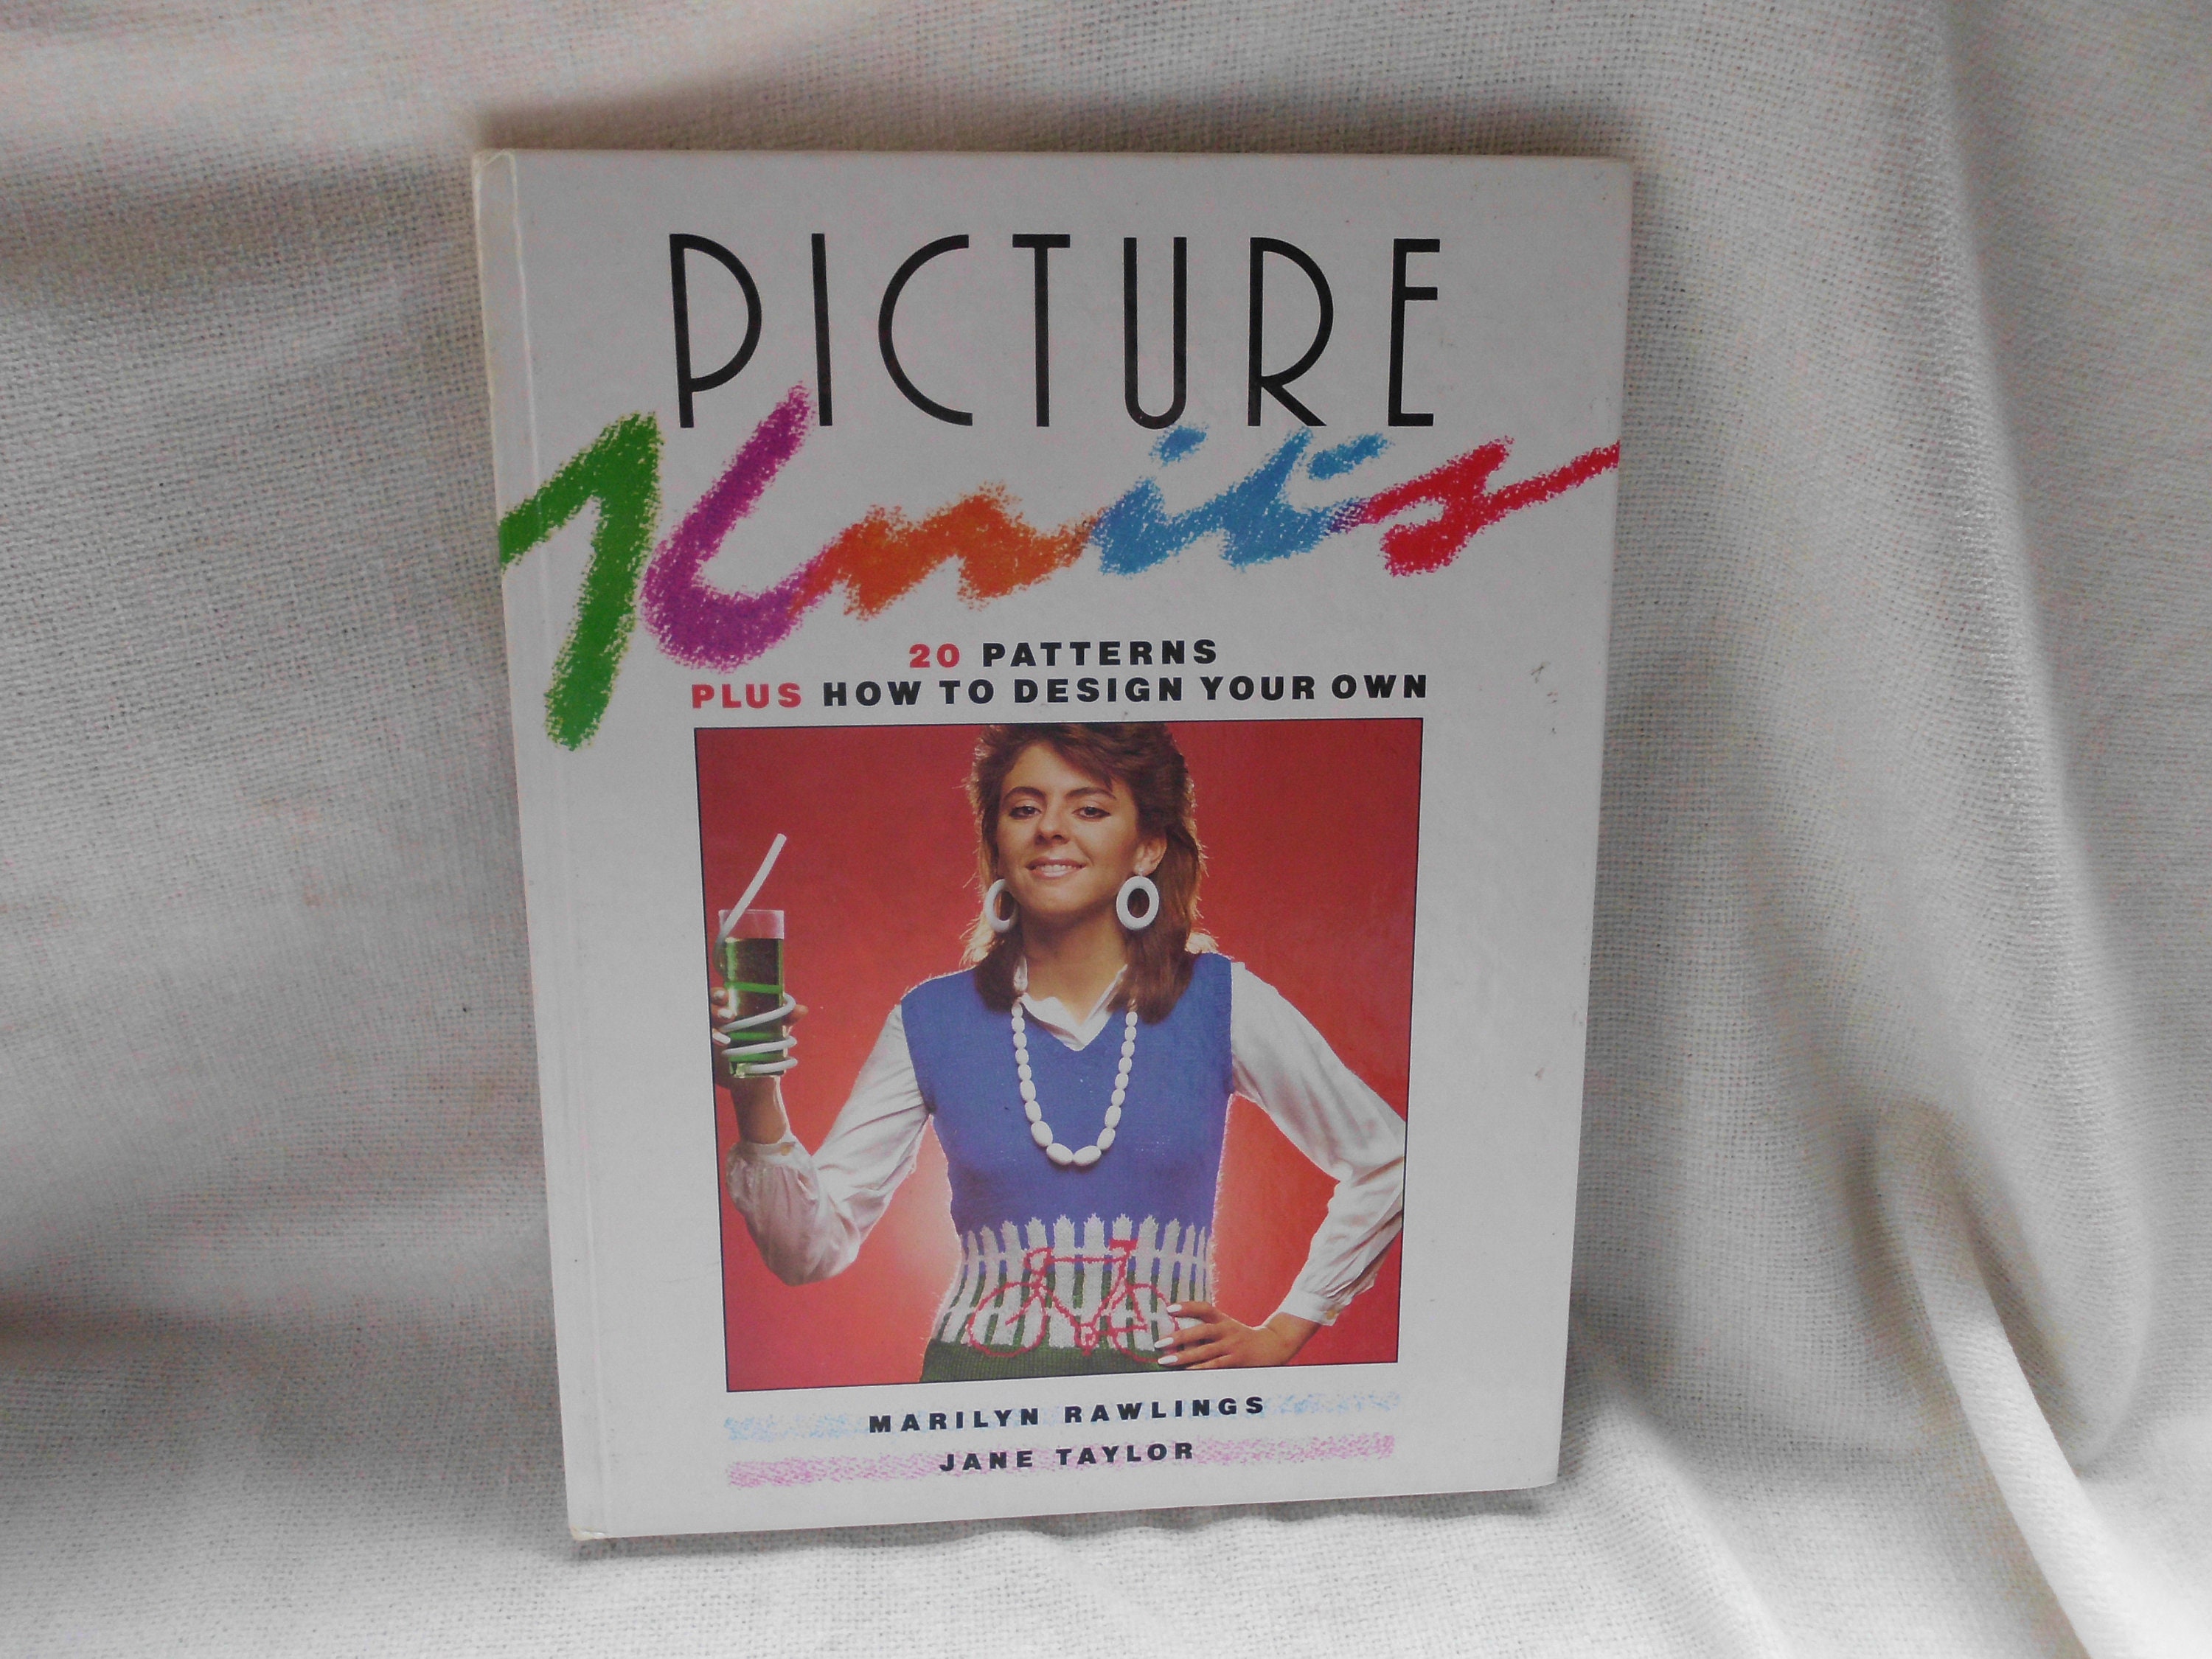 PICTURE
Knits
20 PATTERNS
PLUS HOW TO DESIGN YOUR OWN
MARILYN RAWLINGS
JANE TAYLOR